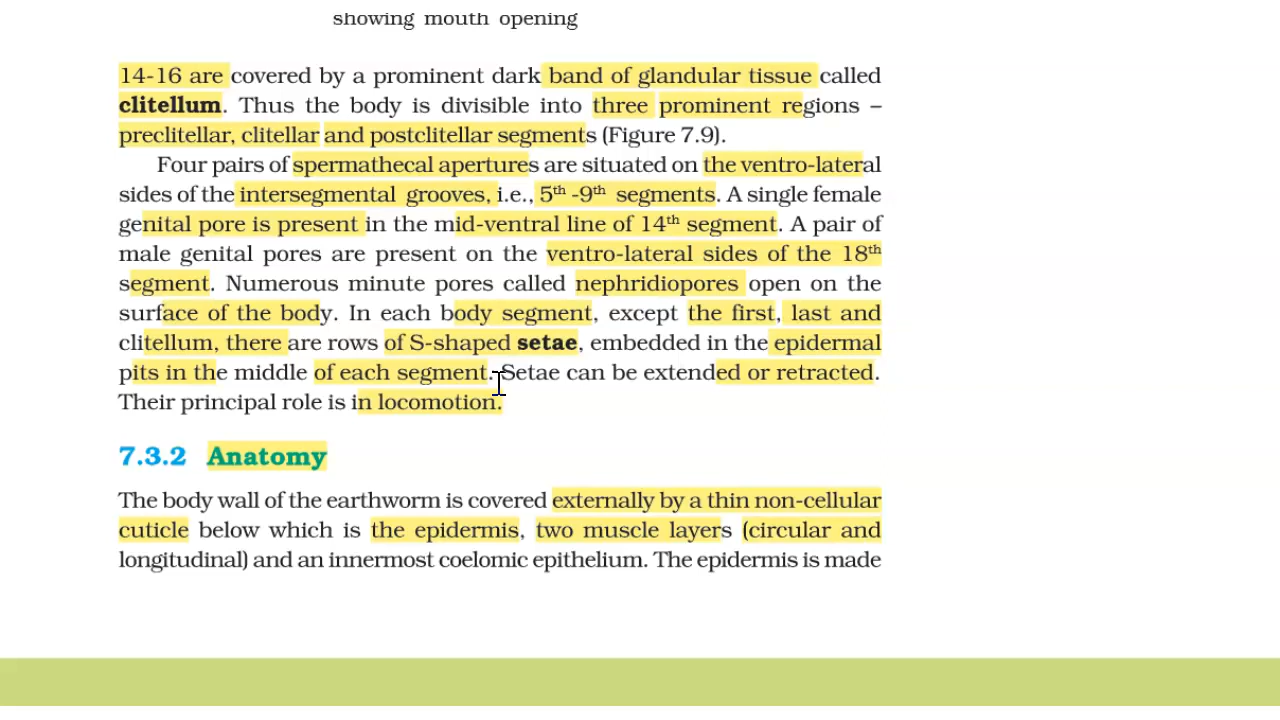 showing mouth opening
14-16 are covered by a prominent dark band of glandular tissue called
clitellum. Thus the body is divisible into three prominent regions –
preclitellar, clitellar and postclitellar segments (Figure 7.9).
Four pairs of spermathecal apertures are situated on the ventro-lateral
sides of the intersegmental grooves, i.e., 5th -9th segments. A single female
genital pore is present in the mid-ventral line of 14th segment. A pair of
male genital pores are present on the ventro-lateral sides of the 18th
segment. Numerous minute pores called nephridiopores open on the
surface of the body. In each body segment, except the first, last and
clitellum, there are rows of S-shaped setae, embedded in the epidermal
pits in the middle of each segment. Setae can be extended or retracted.
Their principal role is in locomotion.
7.3.2 Anatomy
The body wall of the earthworm is covered externally by a thin non-cellular
cuticle below which is the epidermis, two muscle layers (circular and
longitudinal) and an innermost coelomic epithelium. The epidermis is made